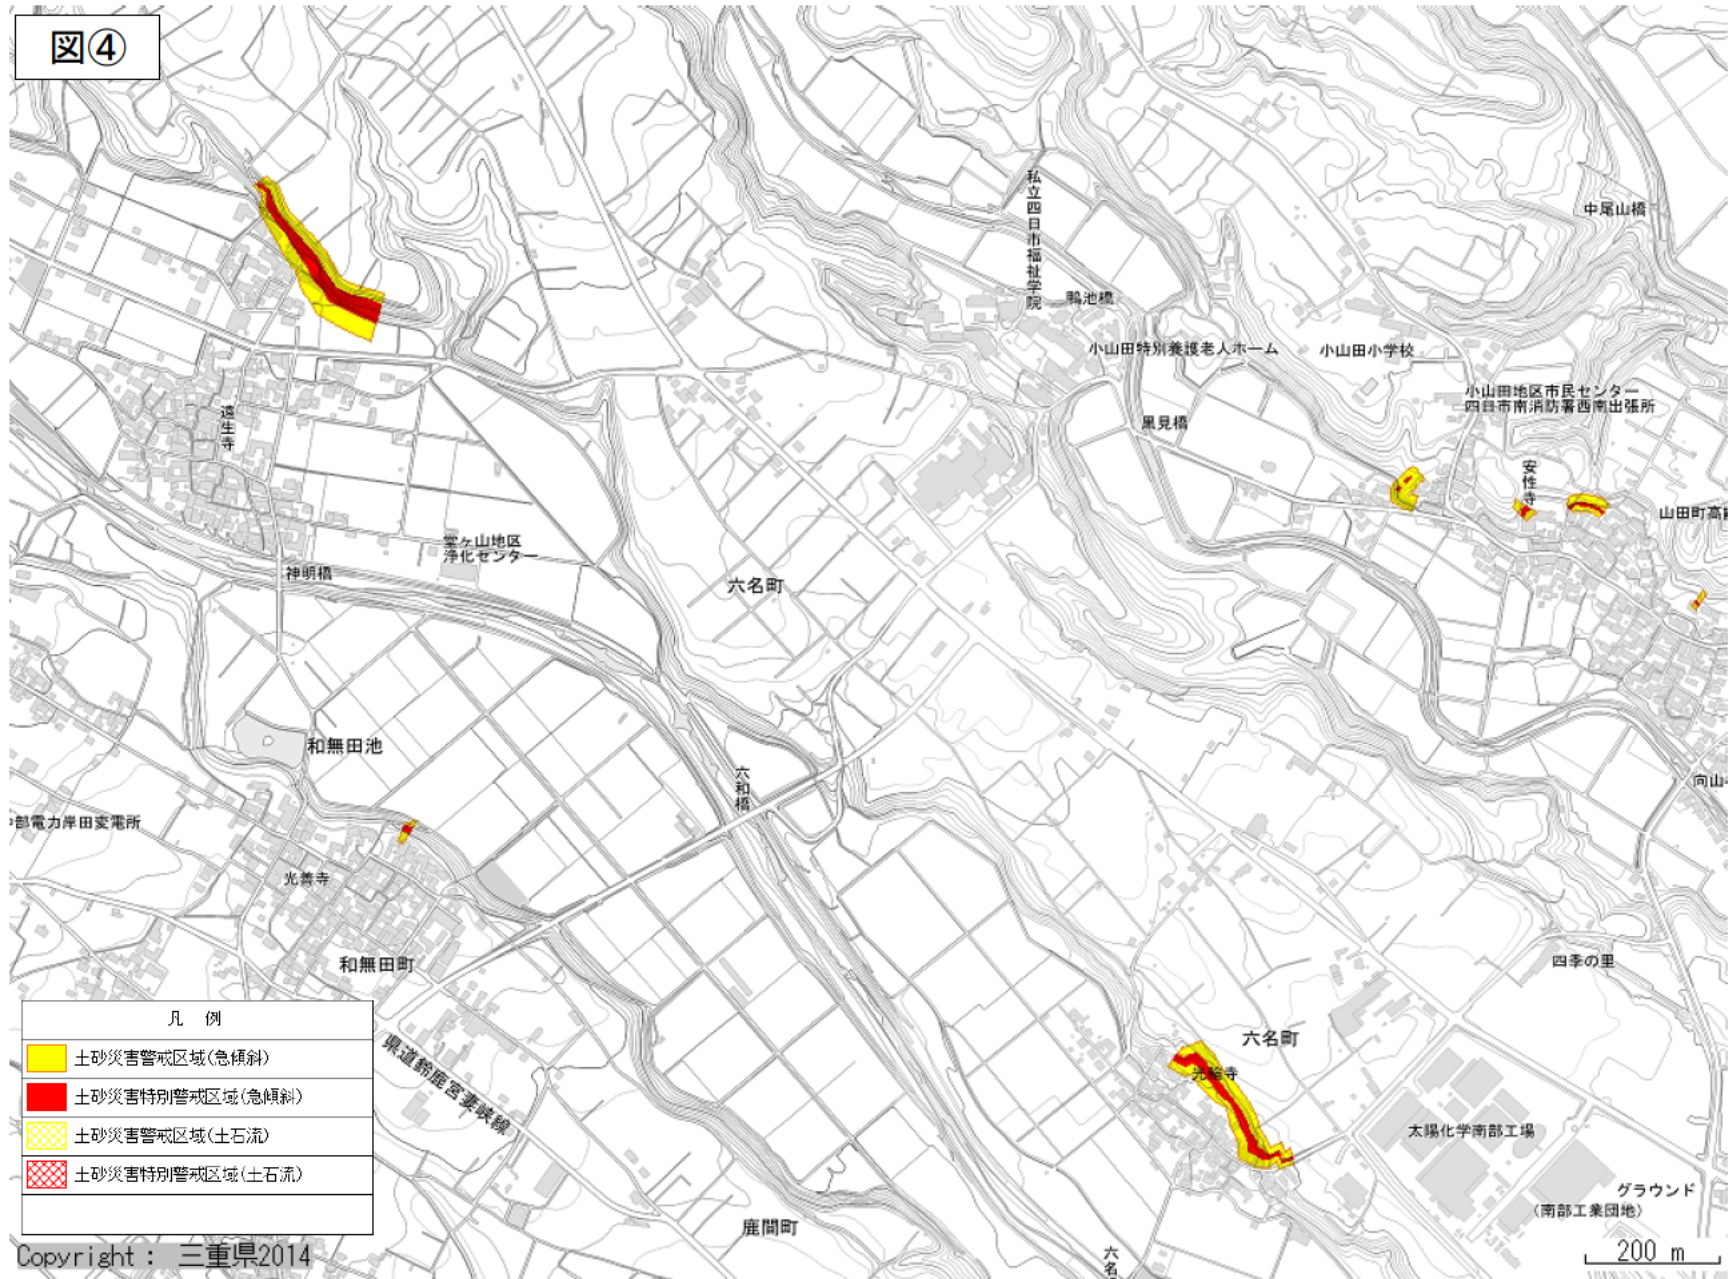 図④
中尾山橋
私立四日市福祉学院
鴨池橋
小山田特別養護老人ホーム
小山田小学校
小山田地区市民センター
四日市南消防署西南出張所
黒見橋
遠生寺
安性寺
山田町高
堂ヶ山地区
浄化センター
神明橋
六名町
和無田池
六和橋
向山
部電力岸田変電所
光善寺
和無田町
四季の里
六名町
光輪寺
県道鈴鹿宮妻峡線
太陽化学南部工場
グラウンド
(南部工業団地)
鹿間町
六名
凡 例
土砂災害警戒区域(急傾斜)
土砂災害特別警戒区域(急傾斜)
土砂災害警戒区域(土石流)
土砂災害特別警戒区域(土石流)
Copyright : 三重県2014
200 m